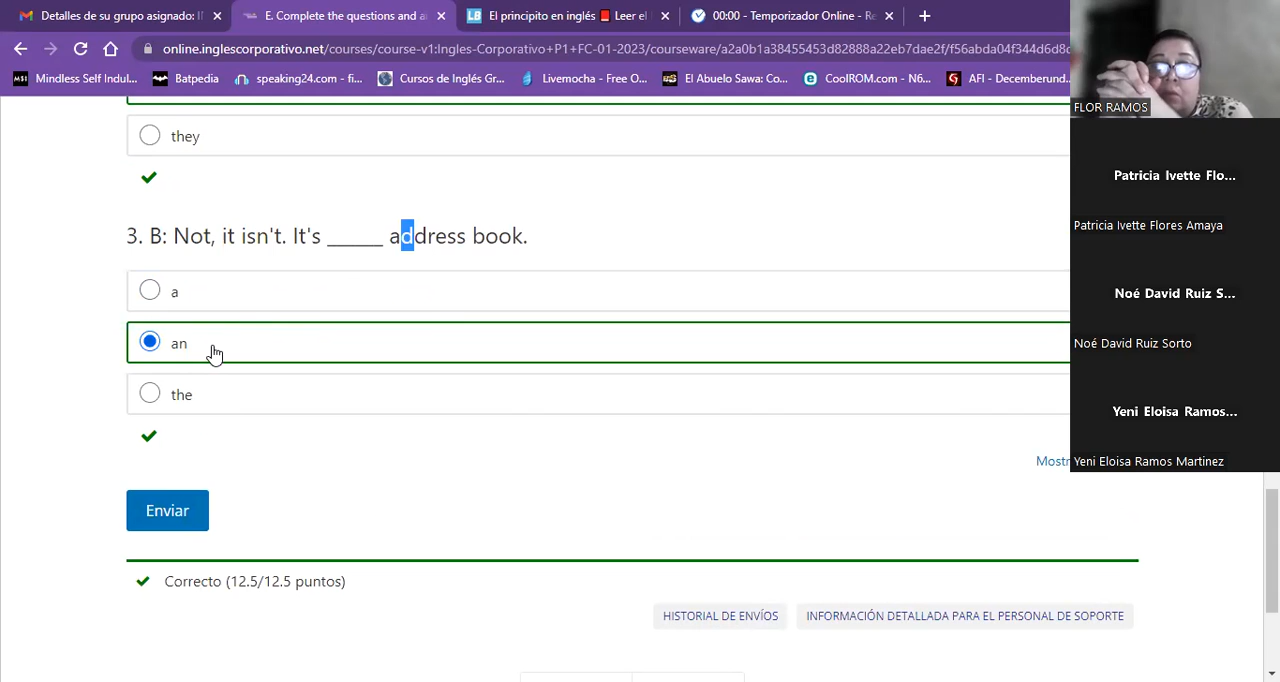 Detalles de su grupo asignado: I
E. Complete the questions and a
El principito en inglés 📕 Leer el l
00:00 - Temporizador Online - Re
online.inglescorporativo.net/courses/course-v1:Ingles-Corporativo+P1+FC-01-2023/courseware/a2a0b1a38455453d82888a22eb7dae2f/f56abda04f344d6d8d
Mindless Self Indul...
Batpedia
speaking24.com - fi...
Cursos de Inglés Gr...
Livemocha - Free O...
El Abuelo Sawa: Co...
CoolROM.com - N6...
AFI - Decemberund...
FLOR RAMOS
they
Patricia Ivette Flo...
Patricia Ivette Flores Amaya
3. B: Not, it isn't. It's _____ address book.
a
Noé David Ruiz S...
Noé David Ruiz Sorto
an
the
Yeni Eloisa Ramos...
Yeni Eloisa Ramos Martinez
Mostr
Enviar
Correcto (12.5/12.5 puntos)
HISTORIAL DE ENVÍOS
INFORMACIÓN DETALLADA PARA EL PERSONAL DE SOPORTE